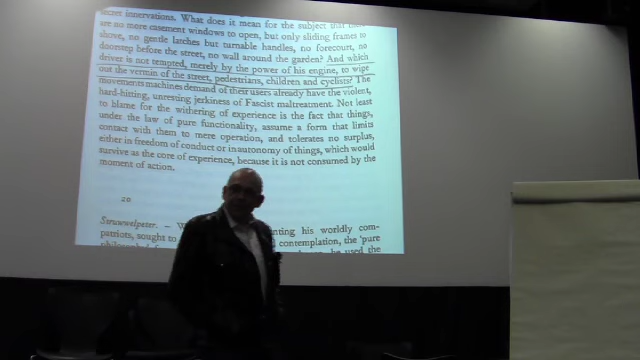 secret innervations. What does it mean for the subject that there
are no more casement windows to open, but only sliding frames to
shove, no gentle latches but turnable handles, no forecourt, no
doorstep before the street, no wall around the garden? And which
driver is not tempted, merely by the power of his engine, to wipe
out the vermin of the street, pedestrians, children and cyclists? The
movements machines demand of their users already have the violent,
hard-hitting, unresting jerkiness of Fascist maltreatment. Not least
to blame for the withering of experience is the fact that things,
under the law of pure functionality, assume a form that limits
contact with them to mere operation, and tolerates no surplus,
either in freedom of conduct or in autonomy of things, which would
survive as the core of experience, because it is not consumed by the
moment of action.
20
Struwwelpeter. – nting his worldly com-
patriots, sought to contemplation, the 'pure
he used the